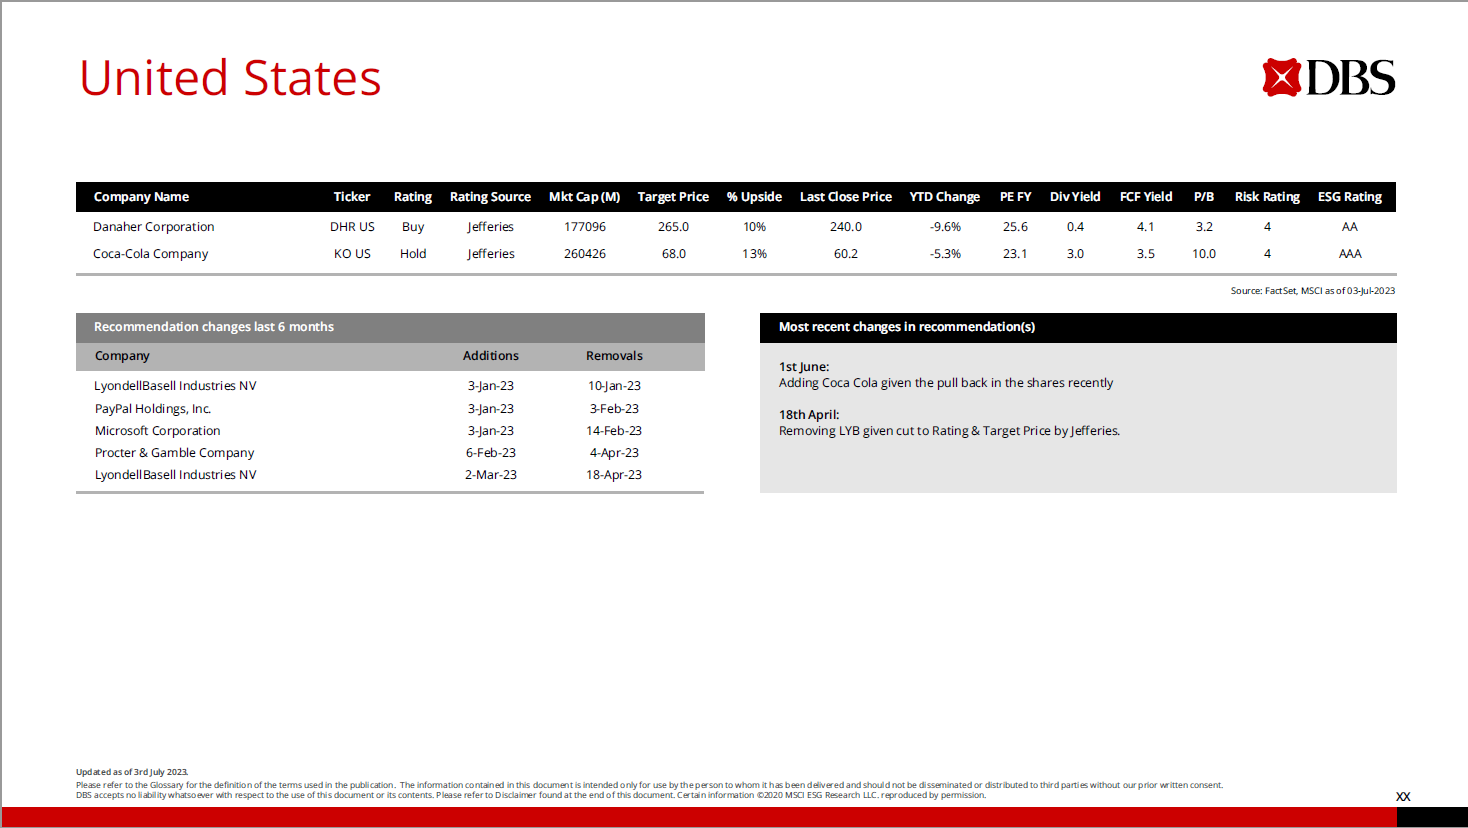 United States
DBS
Company Name Ticker Rating Rating Source Mkt Cap (M) Target Price % Upside Last Close Price YTD Change PE FY Div Yield FCF Yield P/B Risk Rating ESG Rating
Danaher Corporation DHR US Buy Jefferies 177096 265.0 10% 240.0 -9.6% 25.6 0.4 4.1 3.2 4 AA
Coca-Cola Company KO US Hold Jefferies 260426 68.0 13% 60.2 -5.3% 23.1 3.0 3.5 10.0 4 AAA
Source: FactSet, MSCI as of 03-Jul-2023
Recommendation changes last 6 months
Company Additions Removals
LyondellBasell Industries NV 3-Jan-23 10-Jan-23
PayPal Holdings, Inc. 3-Jan-23 3-Feb-23
Microsoft Corporation 3-Jan-23 14-Feb-23
Procter & Gamble Company 6-Feb-23 4-Apr-23
LyondellBasell Industries NV 2-Mar-23 18-Apr-23
Most recent changes in recommendation(s)
1st June:
Adding Coca Cola given the pull back in the shares recently
18th April:
Removing LYB given cut to Rating & Target Price by Jefferies.
Updated as of 3rd July 2023.
Please refer to the Glossary for the definition of the terms used in the publication. The information contained in this document is intended only for use by the person to whom it has been delivered and should not be disseminated or distributed to third parties without our prior written consent.
DBS accepts no liability whatsoever with respect to the use of this document or its contents. Please refer to Disclaimer found at the end of this document. Certain information ©2020 MSCI ESG Research LLC. reproduced by permission.
XX